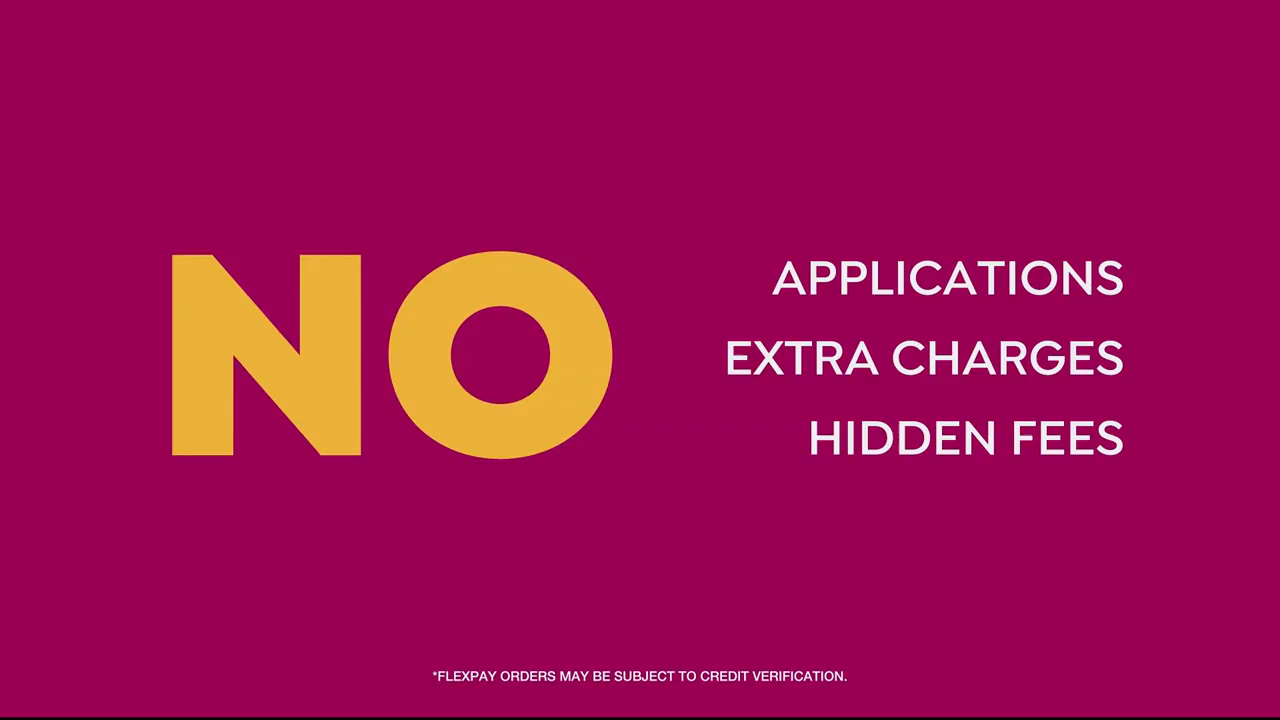 NO
APPLICATIONS
EXTRA CHARGES
HIDDEN FEES
*FLEXPAY ORDERS MAY BE SUBJECT TO CREDIT VERIFICATION.